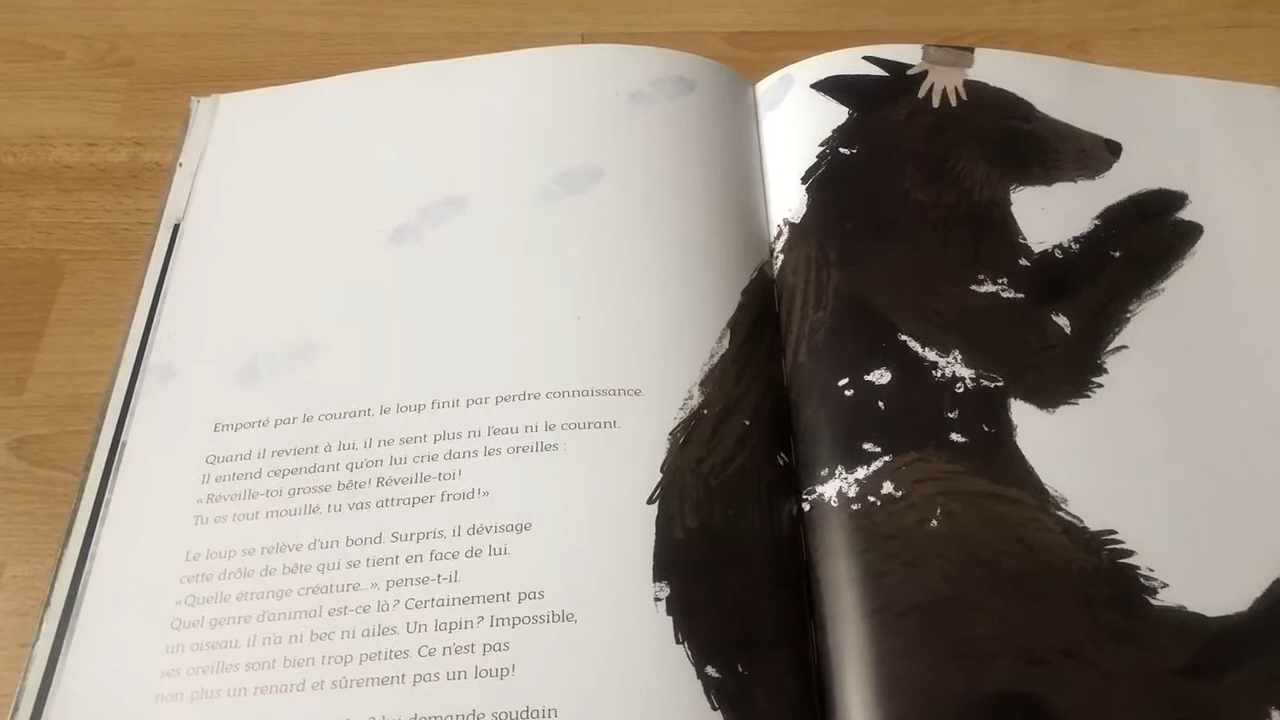 Emporté par le courant, le loup finit par perdre connaissance.
Quand il revient à lui, il ne sent plus ni l'eau ni le courant.
Il entend cependant qu'on lui crie dans les oreilles :
«Réveille-toi grosse bête! Réveille-toi!
Tu es tout mouillé, tu vas attraper froid!»
Le loup se relève d'un bond. Surpris, il dévisage
cette drôle de bête qui se tient en face de lui.
«Quelle étrange créature...», pense-t-il.
Quel genre d'animal est-ce là? Certainement pas
un oiseau, il n'a ni bec ni ailes. Un lapin? Impossible,
ses oreilles sont bien trop petites. Ce n'est pas
non plus un renard et sûrement pas un loup!
? lui demande soudain